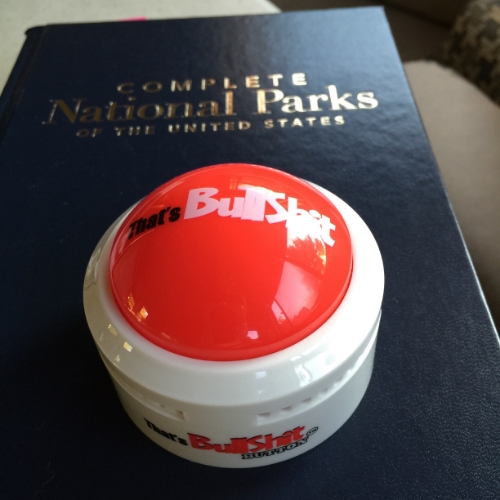 COMPLETE
National Parks
OF THE UNITED STATES
That's BullShit
That's BullShit
BUTTON